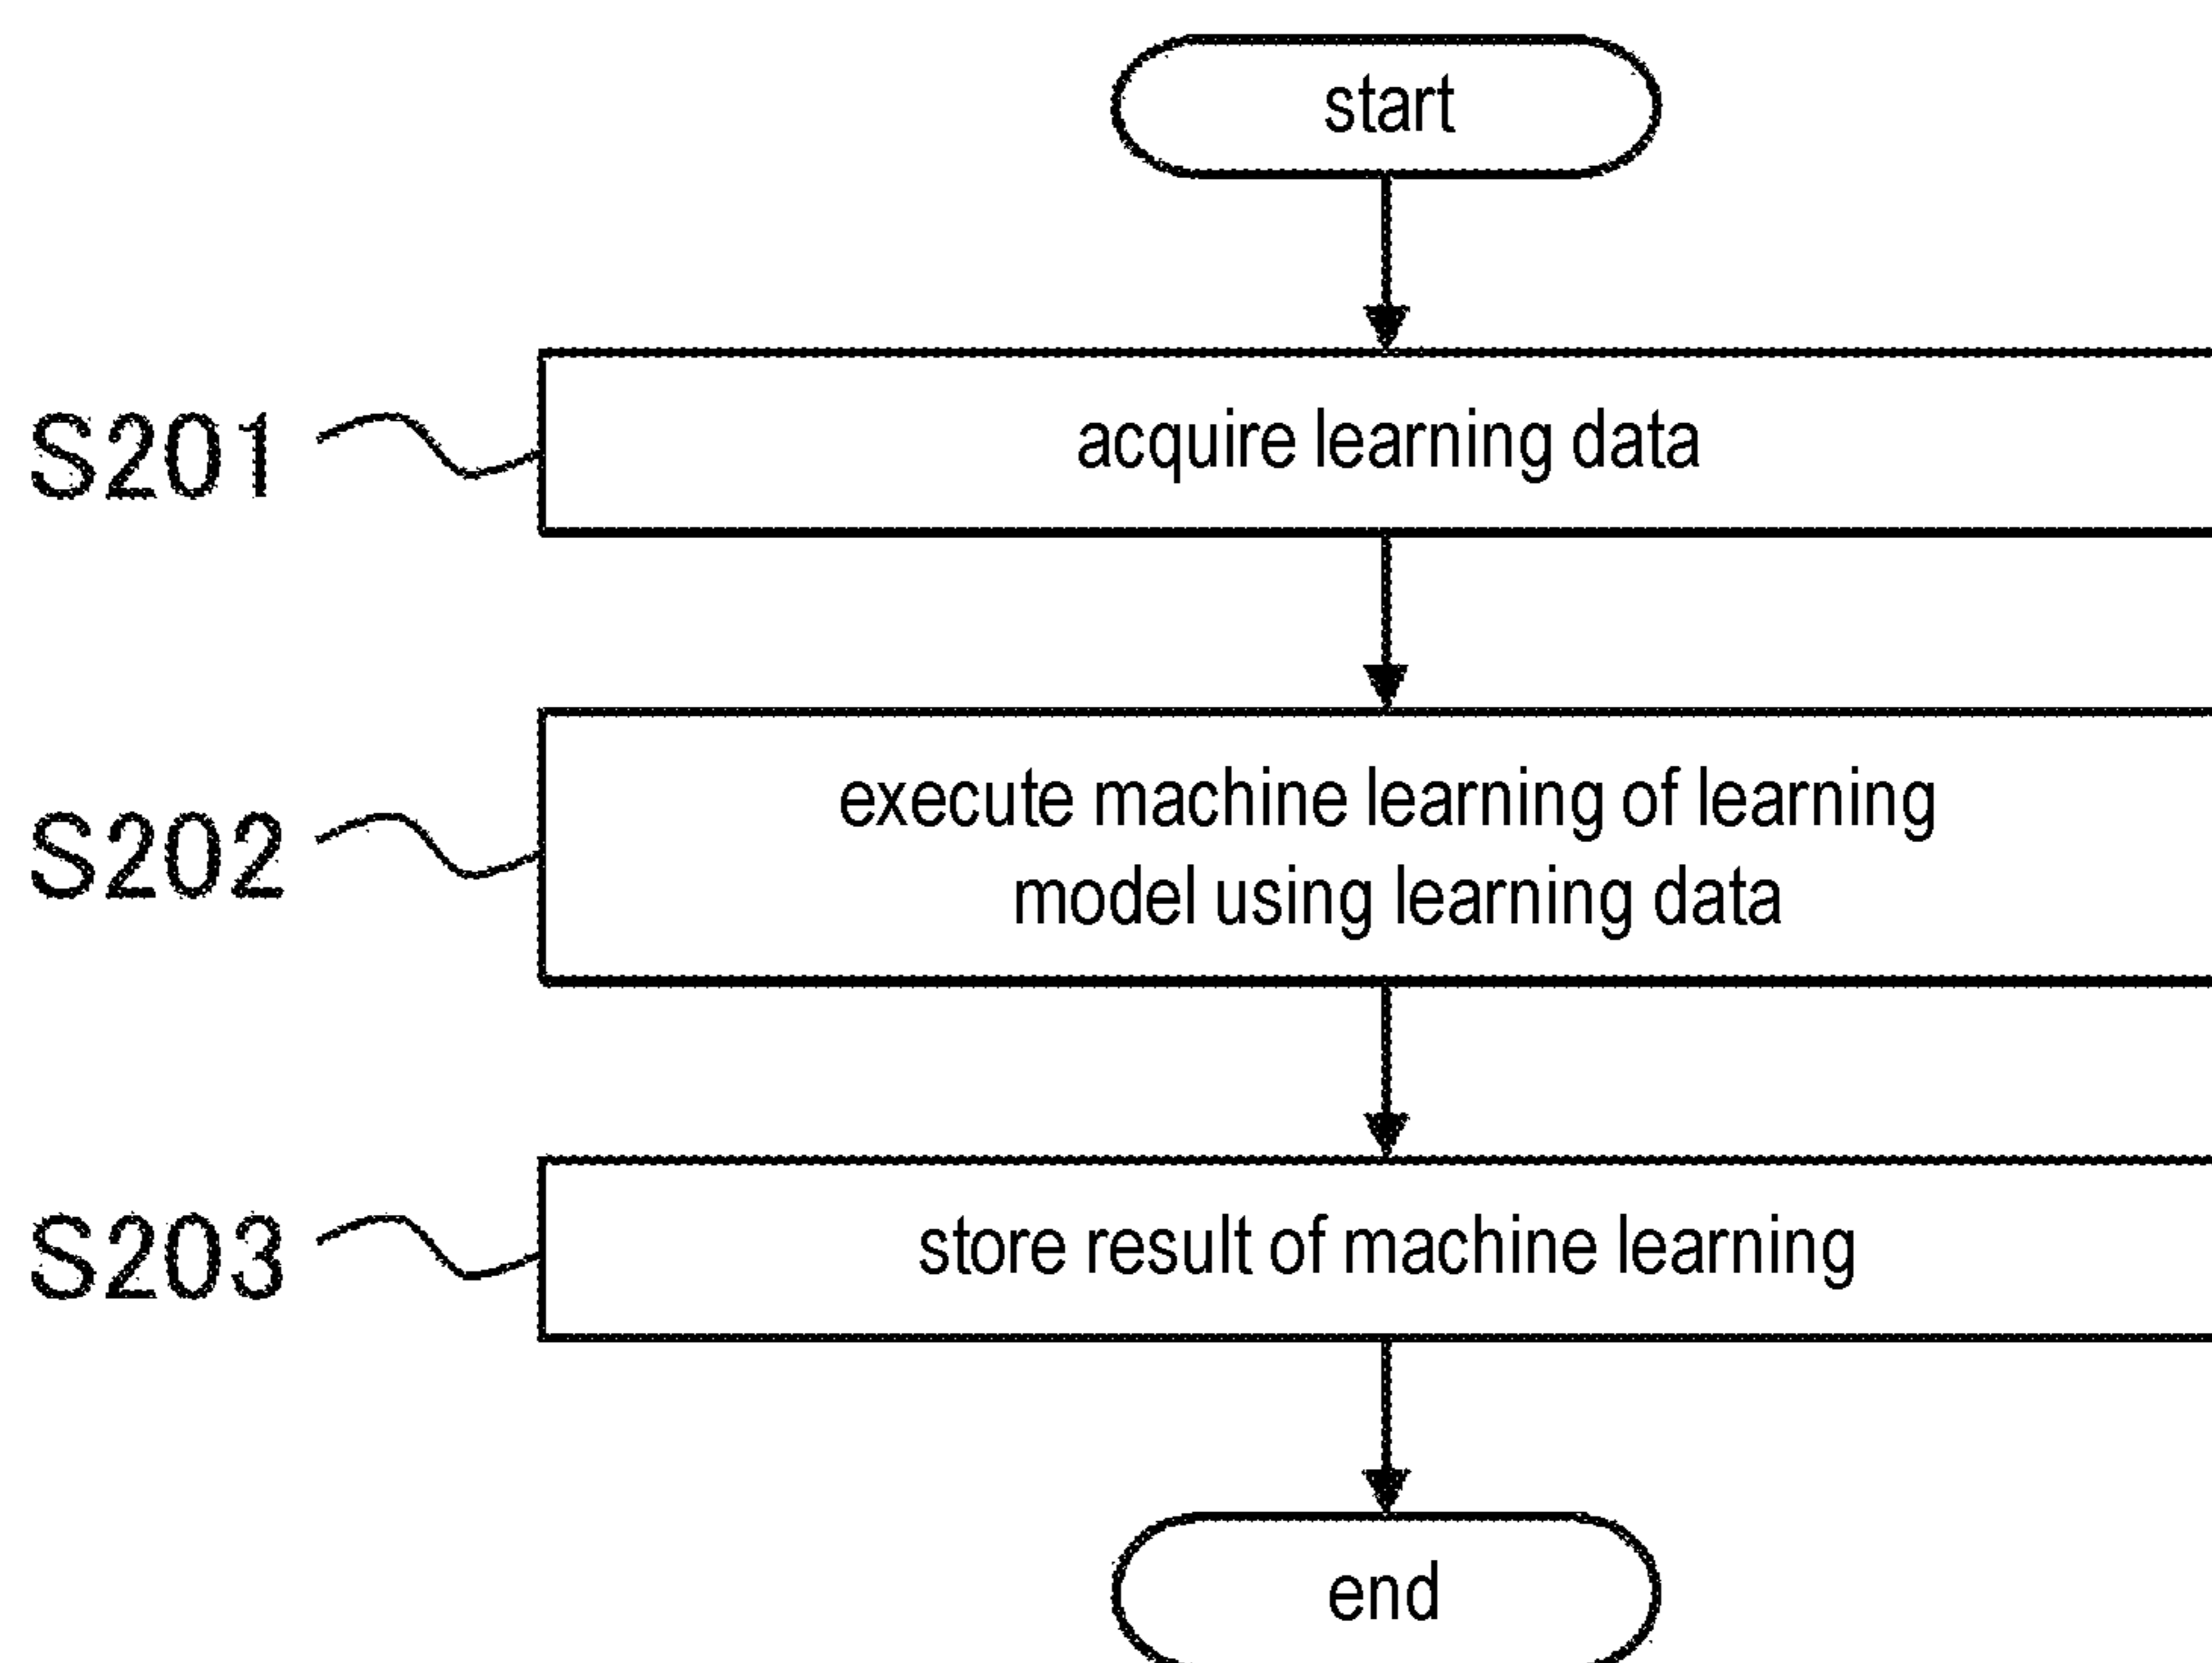 start
S201
acquire learning data
S202
execute machine learning of learning
model using learning data
S203
store result of machine learning
end